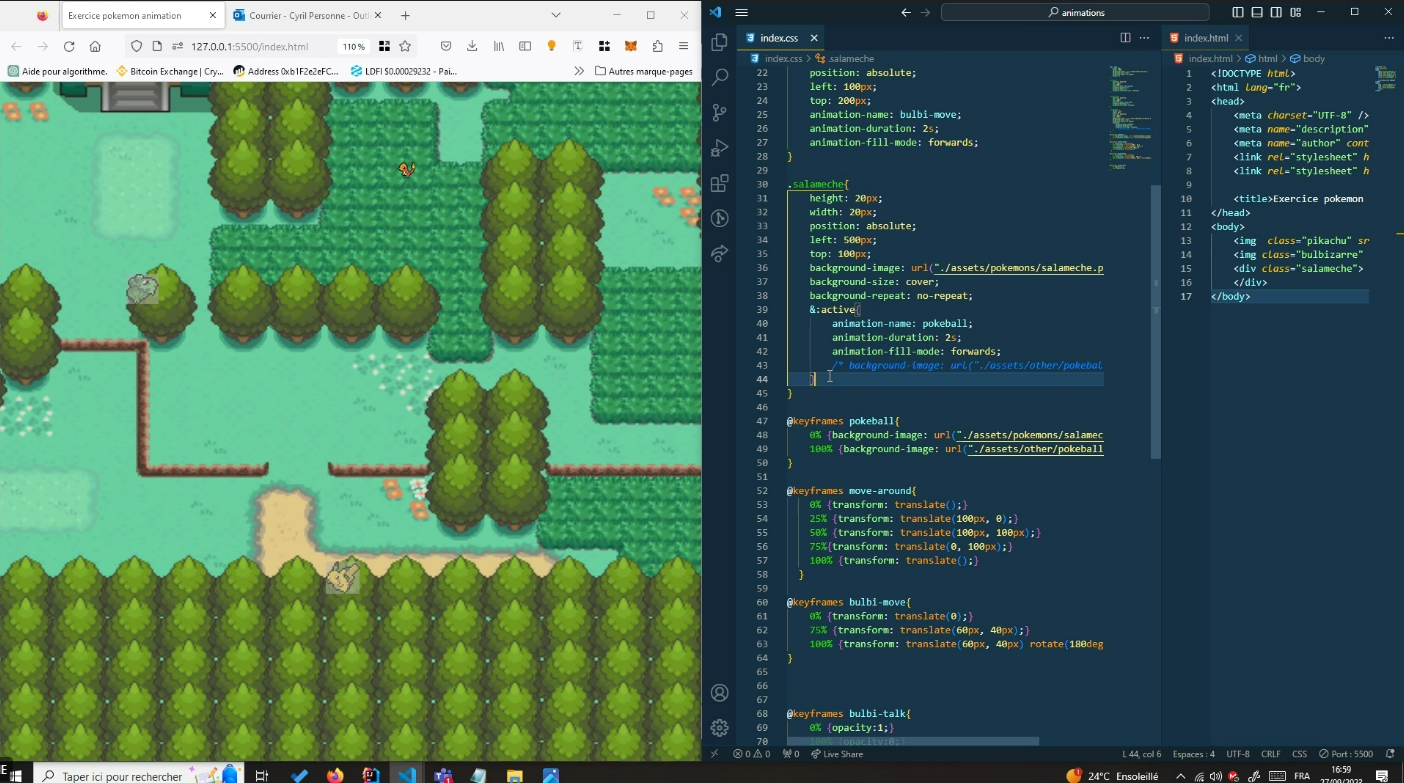 Exercice pokemon animation
Courrier - Cyril Personne - Outl
127.0.0.1:5500/index.html
110 %
Aide pour algorithme.
Bitcoin Exchange | Cry...
Address 0xb1F2e2eFC...
LDFI $0.00029232 - Pai...
Autres marque-pages
animations
index.css
index.css > .salameche
22 position: absolute;
23 left: 100px;
24 top: 200px;
25 animation-name: bulbi-move;
26 animation-duration: 2s;
27 animation-fill-mode: forwards;
28 }
29
30 .salameche{
31 height: 20px;
32 width: 20px;
33 position: absolute;
34 left: 500px;
35 top: 100px;
36 background-image: url("./assets/pokemons/salameche.p
37 background-size: cover;
38 background-repeat: no-repeat;
39 &:active{
40 animation-name: pokeball;
41 animation-duration: 2s;
42 animation-fill-mode: forwards;
43 /* background-image: url("./assets/other/pokebal
44 }
45 }
46
47 @keyframes pokeball{
48 0% {background-image: url("./assets/pokemons/salamec
49 100% {background-image: url("./assets/other/pokeball
50 }
51
52 @keyframes move-around{
53 0% {transform: translate();}
54 25% {transform: translate(100px, 0);}
55 50% {transform: translate(100px, 100px);}
56 75%{transform: translate(0, 100px);}
57 100% {transform: translate();}
58 }
59
60 @keyframes bulbi-move{
61 0% {transform: translate(0);}
62 75% {transform: translate(60px, 40px);}
63 100% {transform: translate(60px, 40px) rotate(180deg
64 }
65
66
67
68 @keyframes bulbi-talk{
69 0% {opacity:1;}
70 100% {opacity:0;}
index.html
index.html > html > body
1 <!DOCTYPE html>
2 <html lang="fr">
3 <head>
4 <meta charset="UTF-8" />
5 <meta name="description"
6 <meta name="author" cont
7 <link rel="stylesheet" h
8 <link rel="stylesheet" h
9
10 <title>Exercice pokemon
11 </head>
12 <body>
13 <img class="pikachu" sr
14 <img class="bulbizarre"
15 <div class="salameche">
16 </div>
17 </body>
0 0 0 Live Share
L 44, col 6 Espaces : 4 UTF-8 CRLF CSS Port : 5500
Taper ici pour rechercher
24°C Ensoleillé
FRA
16:59
27/09/2023